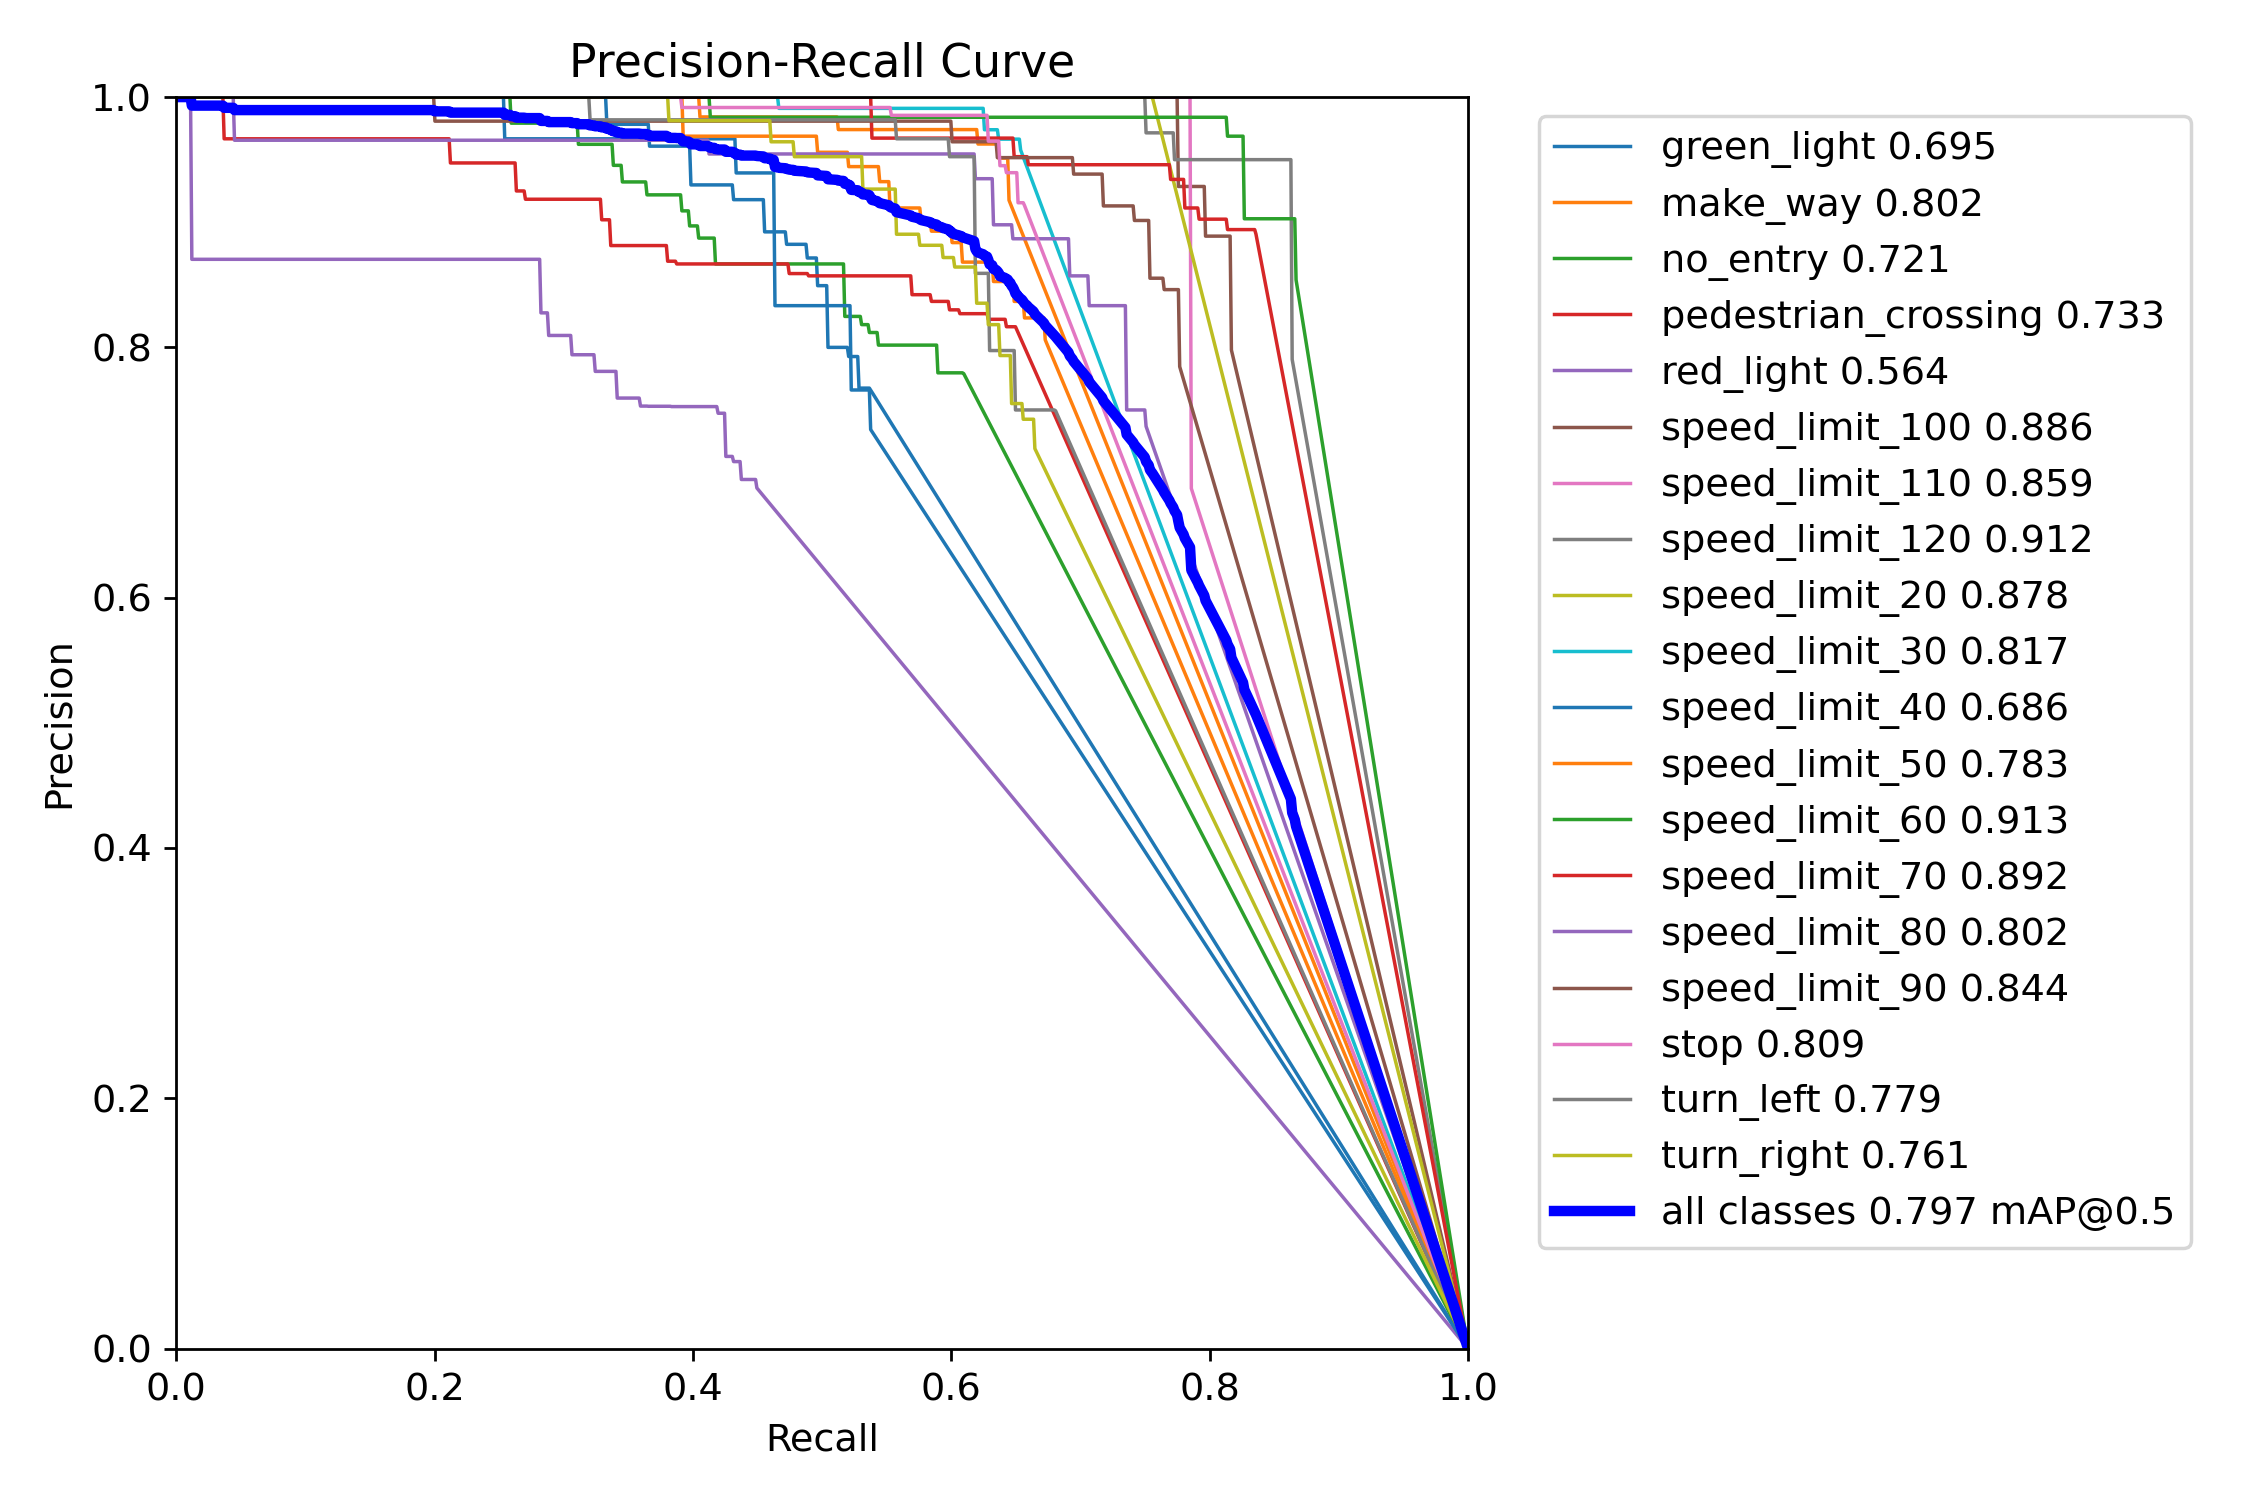 Precision-Recall Curve
1.0
0.8
0.6
0.4
0.2
0.0
Precision
0.0 0.2 0.4 0.6 0.8 1.0
Recall
green_light 0.695
make_way 0.802
no_entry 0.721
pedestrian_crossing 0.733
red_light 0.564
speed_limit_100 0.886
speed_limit_110 0.859
speed_limit_120 0.912
speed_limit_20 0.878
speed_limit_30 0.817
speed_limit_40 0.686
speed_limit_50 0.783
speed_limit_60 0.913
speed_limit_70 0.892
speed_limit_80 0.802
speed_limit_90 0.844
stop 0.809
turn_left 0.779
turn_right 0.761
all classes 0.797 mAP@0.5